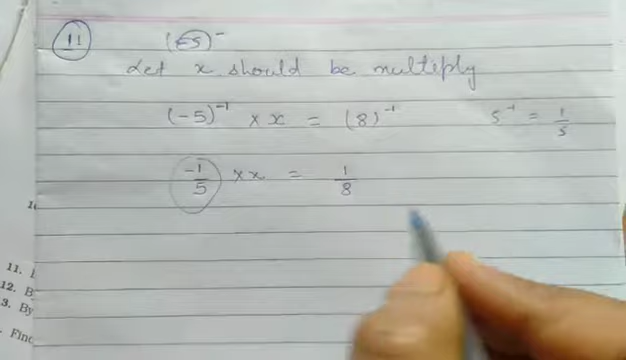 11 (-5)⁻
Let x should be multiply
(-5)⁻¹ × x = (8)⁻¹ 5⁻¹ = 1/5
-1/5 × x = 1/8
11.
12. B
3. By
Find